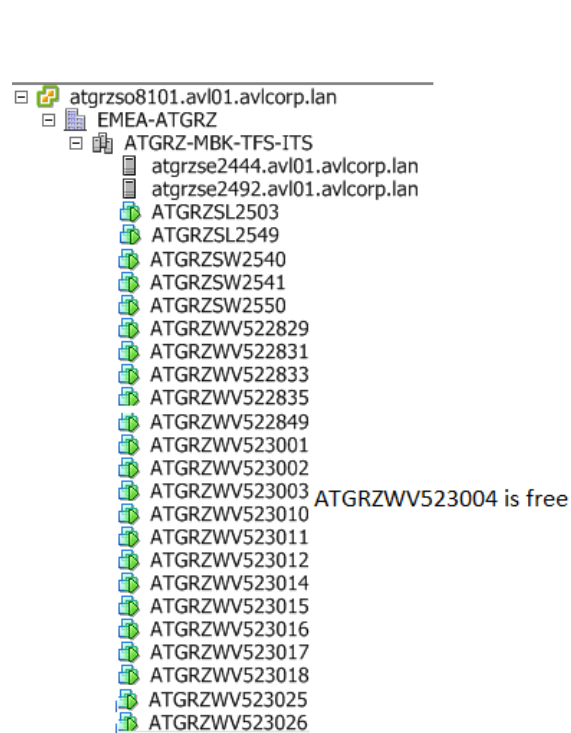 atgrzso8101.avl01.avlcorp.lan
EMEA-ATGRZ
ATGRZ-MBK-TFS-ITS
atgrzse2444.avl01.avlcorp.lan
atgrzse2492.avl01.avlcorp.lan
ATGRZSL2503
ATGRZSL2549
ATGRZSW2540
ATGRZSW2541
ATGRZSW2550
ATGRZWV522829
ATGRZWV522831
ATGRZWV522833
ATGRZWV522835
ATGRZWV522849
ATGRZWV523001
ATGRZWV523002
ATGRZWV523003 ATGRZWV523004 is free
ATGRZWV523010
ATGRZWV523011
ATGRZWV523012
ATGRZWV523014
ATGRZWV523015
ATGRZWV523016
ATGRZWV523017
ATGRZWV523018
ATGRZWV523025
ATGRZWV523026